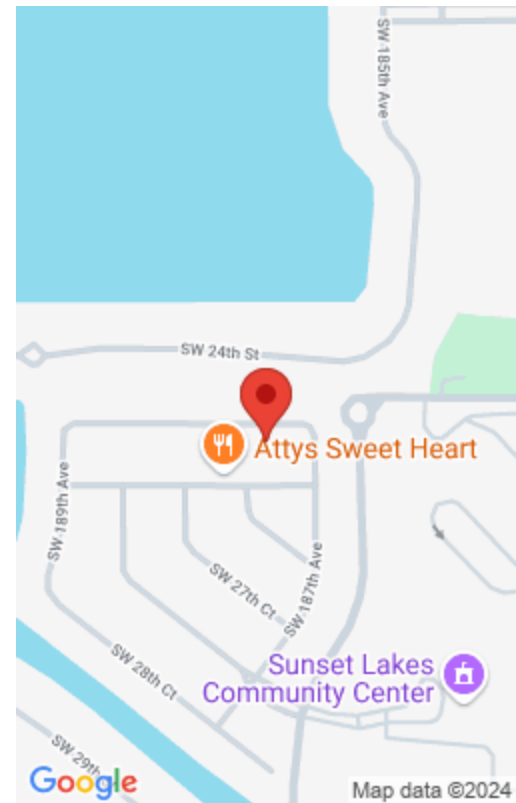 SW 185th Ave
SW 24th St
Attys Sweet Heart
SW 189th Ave
SW 27th Ct
SW 187th Ave
SW 28th Ct
Sunset Lakes
Community Center
SW 29th
Google
Map data ©2024